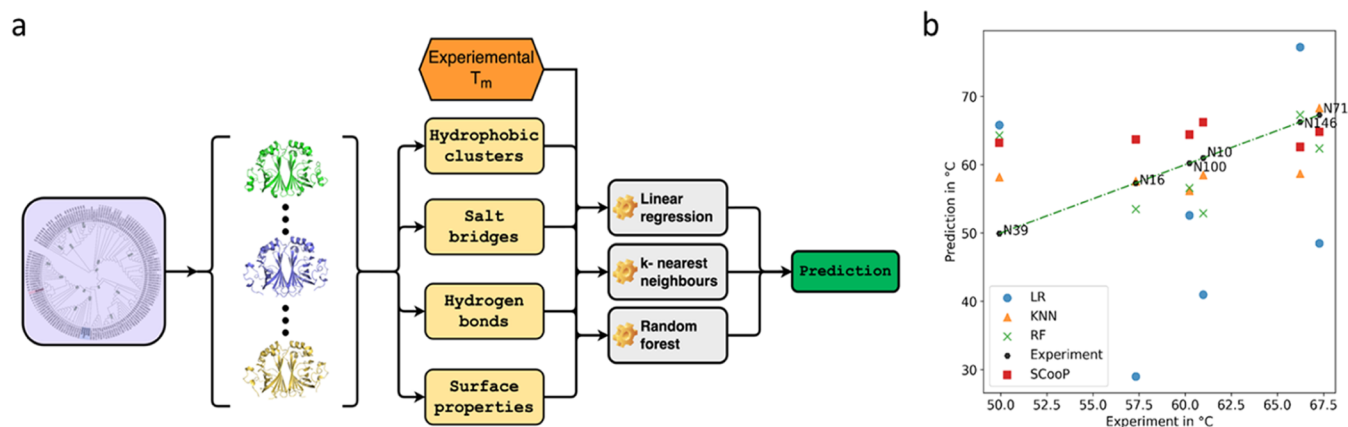 a
Experiemental
Tm
Hydrophobic
clusters
Salt
bridges
Hydrogen
bonds
Surface
properties
Linear
regression
k- nearest
neighbours
Random
forest
Prediction
b
Prediction in °C
70
60
50
40
30
N71
N146
N10
N100
N16
N39
LR
KNN
RF
Experiment
SCooP
50.0 52.5 55.0 57.5 60.0 62.5 65.0 67.5
Experiment in °C